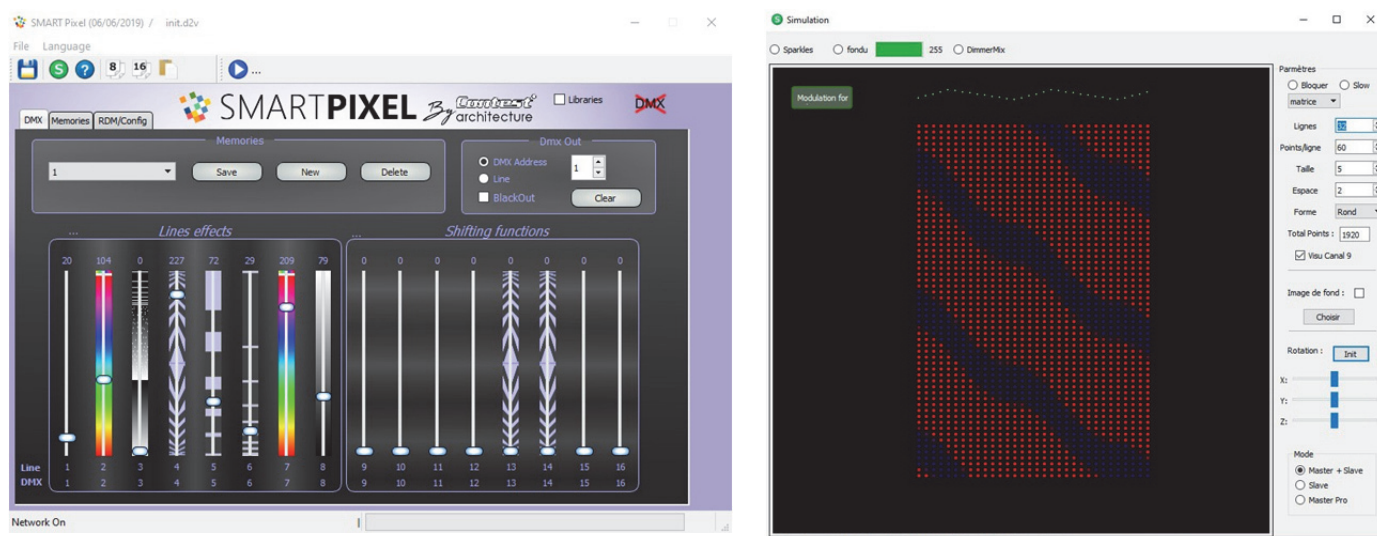 SMART Pixel (06/06/2019) / init.d2v
File Language
8 16 ...
SMARTPIXEL By Contest architecture
Libraries
DMX
DMX Memories RDM/Config
Memories
1 Save New Delete
Dmx Out
DMX Address 1
Line
BlackOut Clear
... Lines effects
20 104 0 227 72 29 209 79
... Shifting functions
0 0 0 0 0 0 0 0
Line 1 2 3 4 5 6 7 8 9 10 11 12 13 14 15 16
DMX 1 2 3 4 5 6 7 8 9 10 11 12 13 14 15 16
Network On
Simulation
Sparkles fondu 255 DimmerMix
Modulation for
Paramètres
Bloquer Slow
matrice
Lignes 32
Points/ligne 60
Taille 5
Espace 2
Forme Rond
Total Points : 1920
Visu Canal 9
Image de fond :
Choisir
Rotation : Init
X:
Y:
Z:
Mode
Master + Slave
Slave
Master Pro